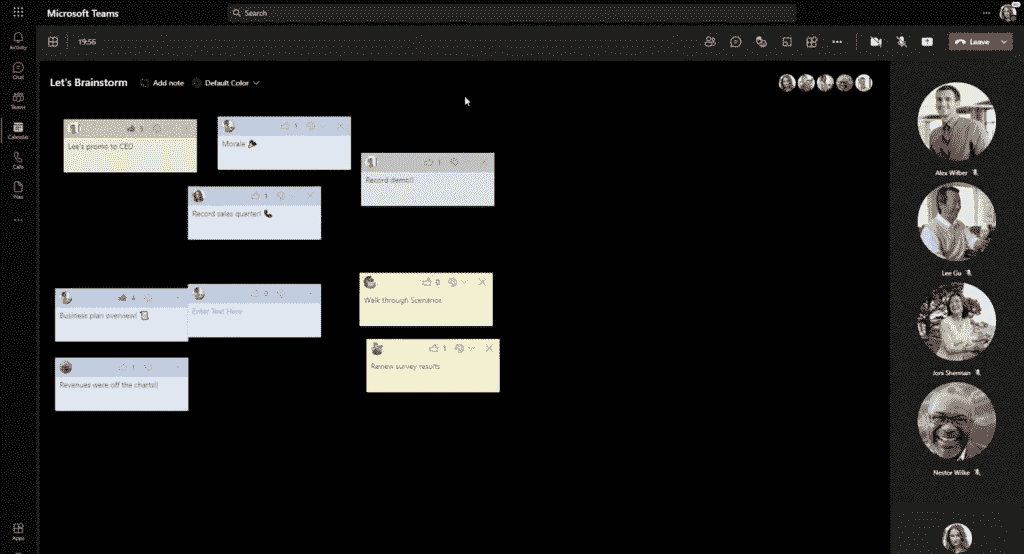 Microsoft Teams
Search
Activity
Chat
Teams
Calendar
Calls
Files
19:56
Leave
Let's Brainstorm
Add note
Default Color
Lee's promo to CEO
3
Morale
1
Record demo!!
1
Record sales quarter!
1
Business plan overview!
4
Enter Text Here
0
Walk through Scenarios
0
Revenues were off the charts!!
1
Review survey results
1
Alex Wilber
Lee Gu
Joni Sherman
Nestor Wilke
Apps